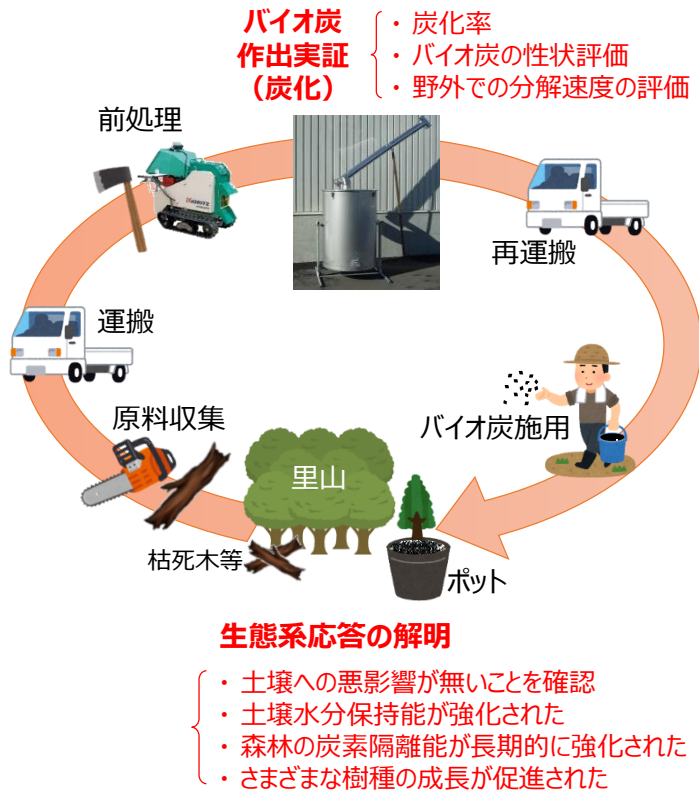 バイオ炭
作出実証
(炭化)
・ 炭化率
・ バイオ炭の性状評価
・ 野外での分解速度の評価
前処理
再運搬
運搬
原料収集
バイオ炭施用
里山
枯死木等
ポット
生態系応答の解明
・ 土壌への悪影響が無いことを確認
・ 土壌水分保持能が強化された
・ 森林の炭素隔離能が長期的に強化された
・ さまざまな樹種の成長が促進された